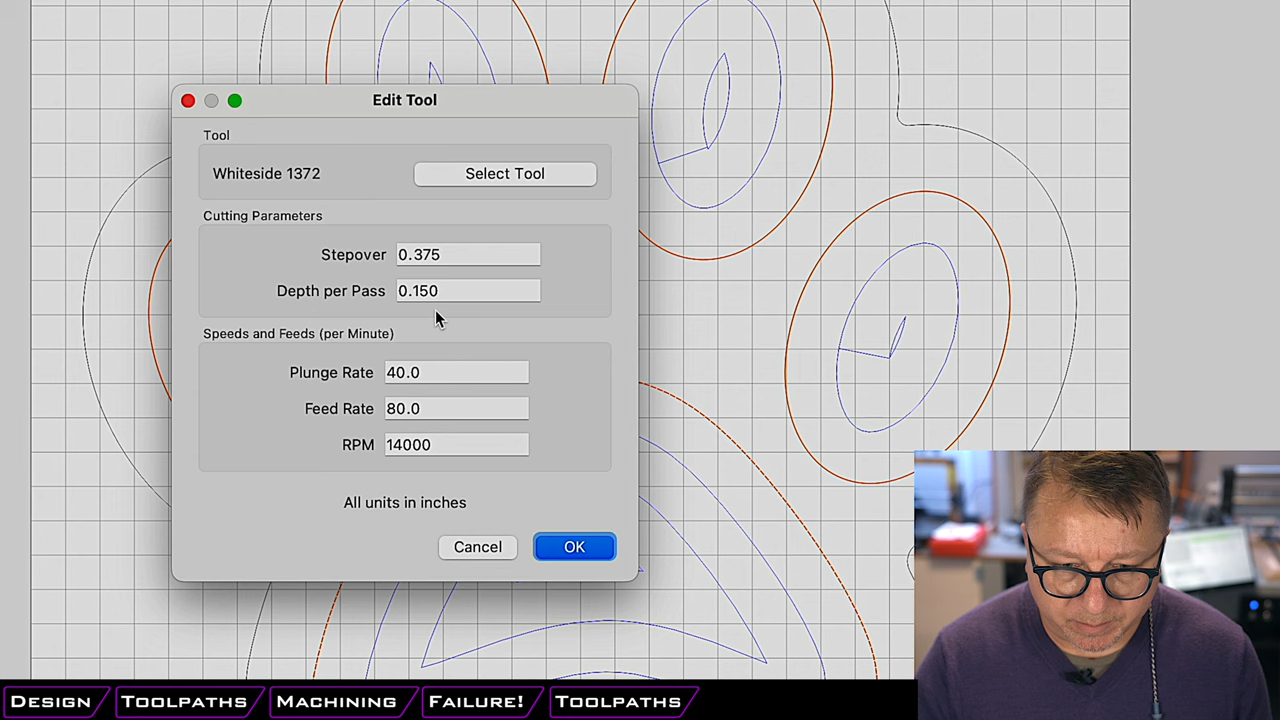 Edit Tool
Tool
Whiteside 1372
Select Tool
Cutting Parameters
Stepover 0.375
Depth per Pass 0.150
Speeds and Feeds (per Minute)
Plunge Rate 40.0
Feed Rate 80.0
RPM 14000
All units in inches
Cancel
OK
Design Toolpaths Machining Failure! Toolpaths